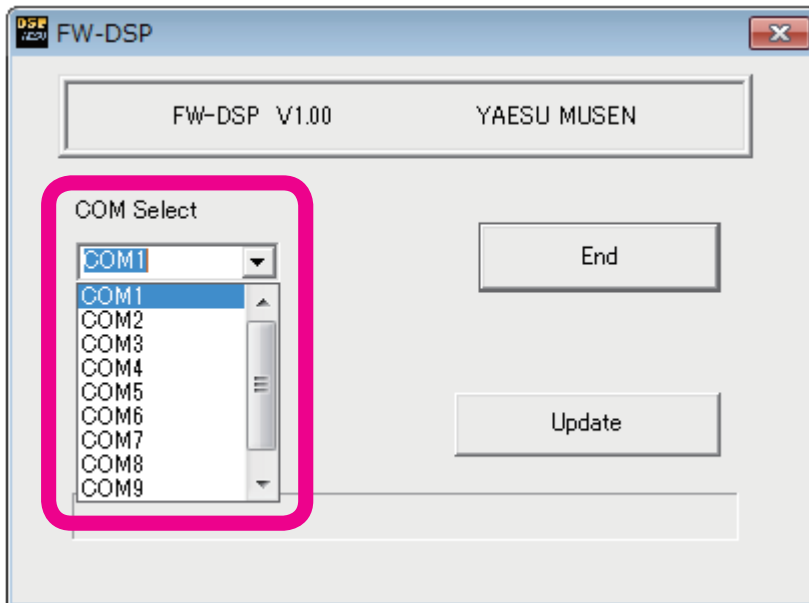 FW-DSP
FW-DSP V1.00 YAESU MUSEN
COM Select
COM1
COM1
COM2
COM3
COM4
COM5
COM6
COM7
COM8
COM9
End
Update